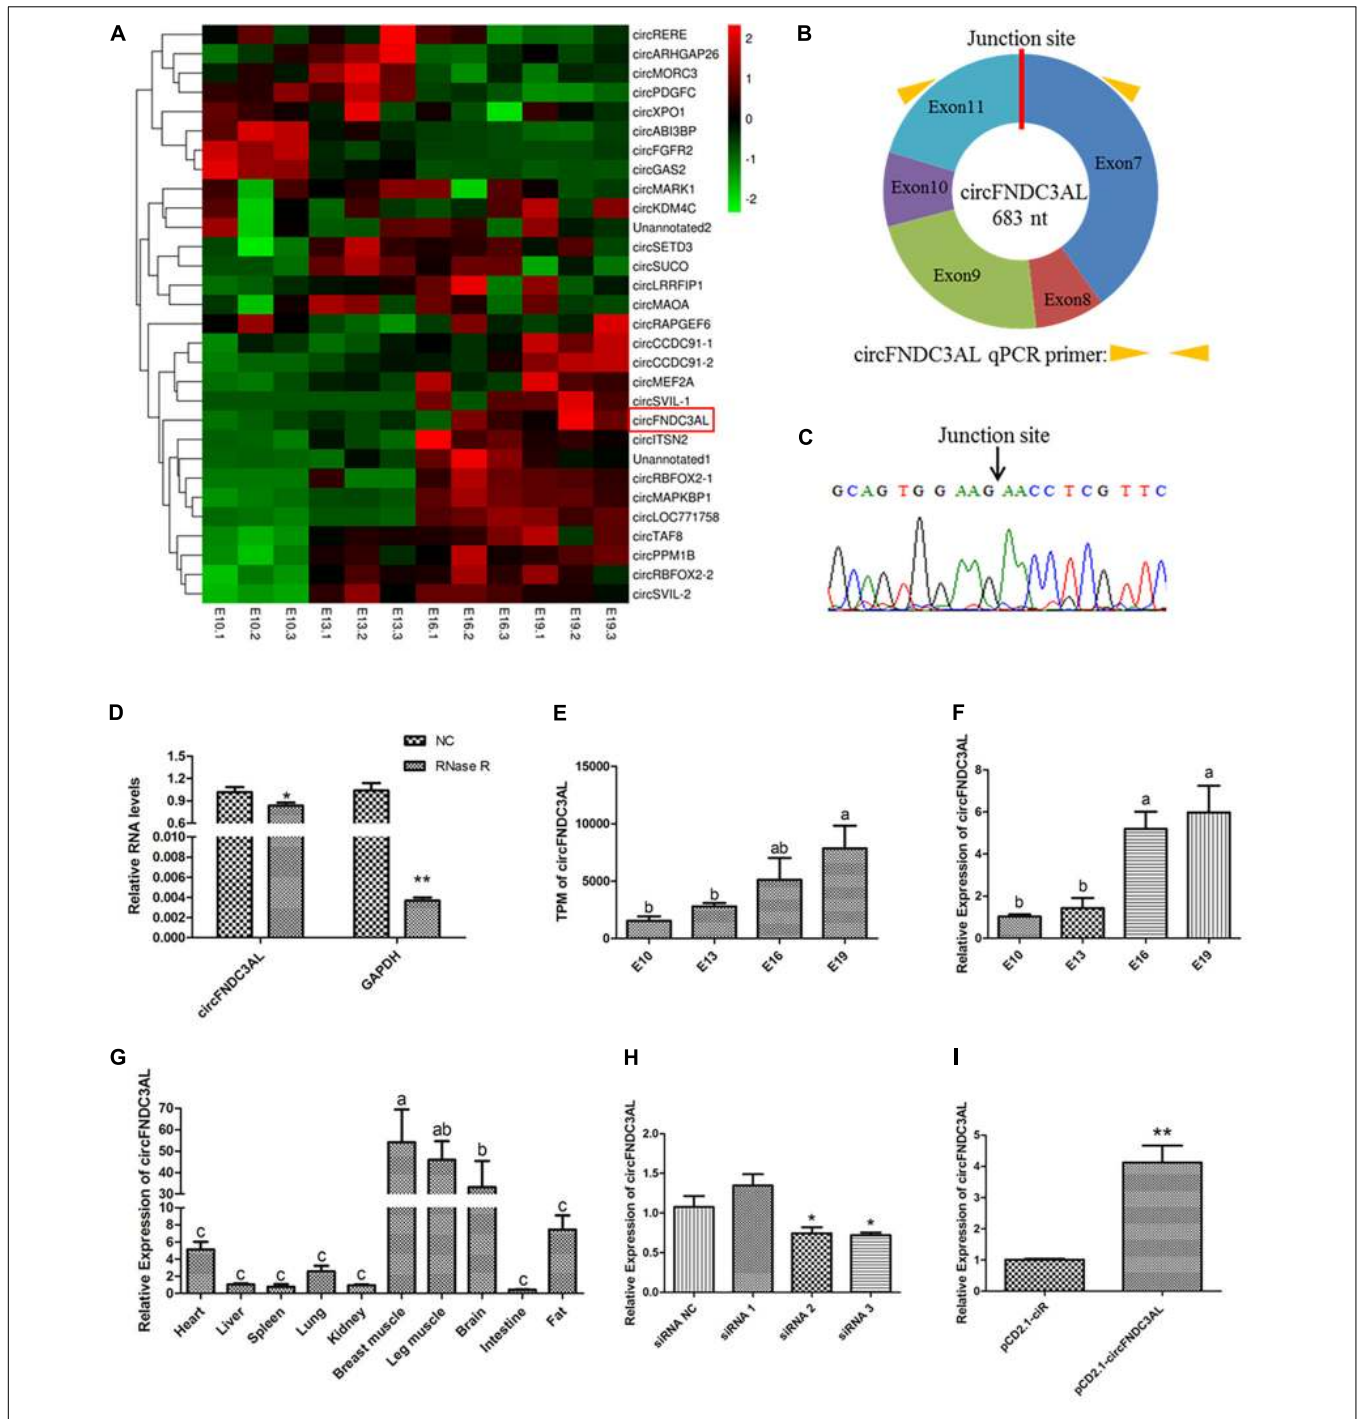 A
circRERE
circARHGAP26
circMORC3
circPDGFC
circXPO1
circABI3BP
circFGFR2
circGAS2
circMARK1
circKDM4C
Unannotated2
circSETD3
circSUCO
circLRRFIP1
circMAOA
circRAPGEF6
circCCDC91-1
circCCDC91-2
circMEF2A
circSVIL-1
circFNDC3AL
circITSN2
Unannotated1
circRBFOX2-1
circMAPKBP1
circLOC771758
circTAF8
circPPM1B
circRBFOX2-2
circSVIL-2
2
1
0
-1
-2
E10.1
E10.2
E10.3
E13.1
E13.2
E13.3
E16.1
E16.2
E16.3
E19.1
E19.2
E19.3
B
Junction site
Exon11
Exon7
Exon10
circFNDC3AL
683 nt
Exon9
Exon8
circFNDC3AL qPCR primer:
C
Junction site
GCAGTGGAAGAACCTCGTTC
D
NC
RNase R
Relative RNA levels
1.5
1.2
0.9
0.6
0.010
0.008
0.006
0.004
0.002
0.000
*
**
circFNDC3AL
GAPDH
E
TPM of circFNDC3AL
15000
10000
5000
0
b
b
ab
a
E10
E13
E16
E19
F
Relative Expression of circFNDC3AL
8
6
4
2
0
b
b
a
a
E10
E13
E16
E19
G
Relative Expression of circFNDC3AL
70
60
50
40
30
10
8
6
4
2
0
c
c
c
c
c
a
ab
b
c
c
Heart
Liver
Spleen
Lung
Kidney
Breast muscle
Leg muscle
Brain
Intestine
Fat
H
Relative Expression of circFNDC3AL
2.0
1.5
1.0
0.5
0.0
*
*
siRNA NC
siRNA 1
siRNA 2
siRNA 3
I
Relative Expression of circFNDC3AL
5
4
3
2
1
0
**
pCD2.1-ciR
pCD2.1-circFNDC3AL